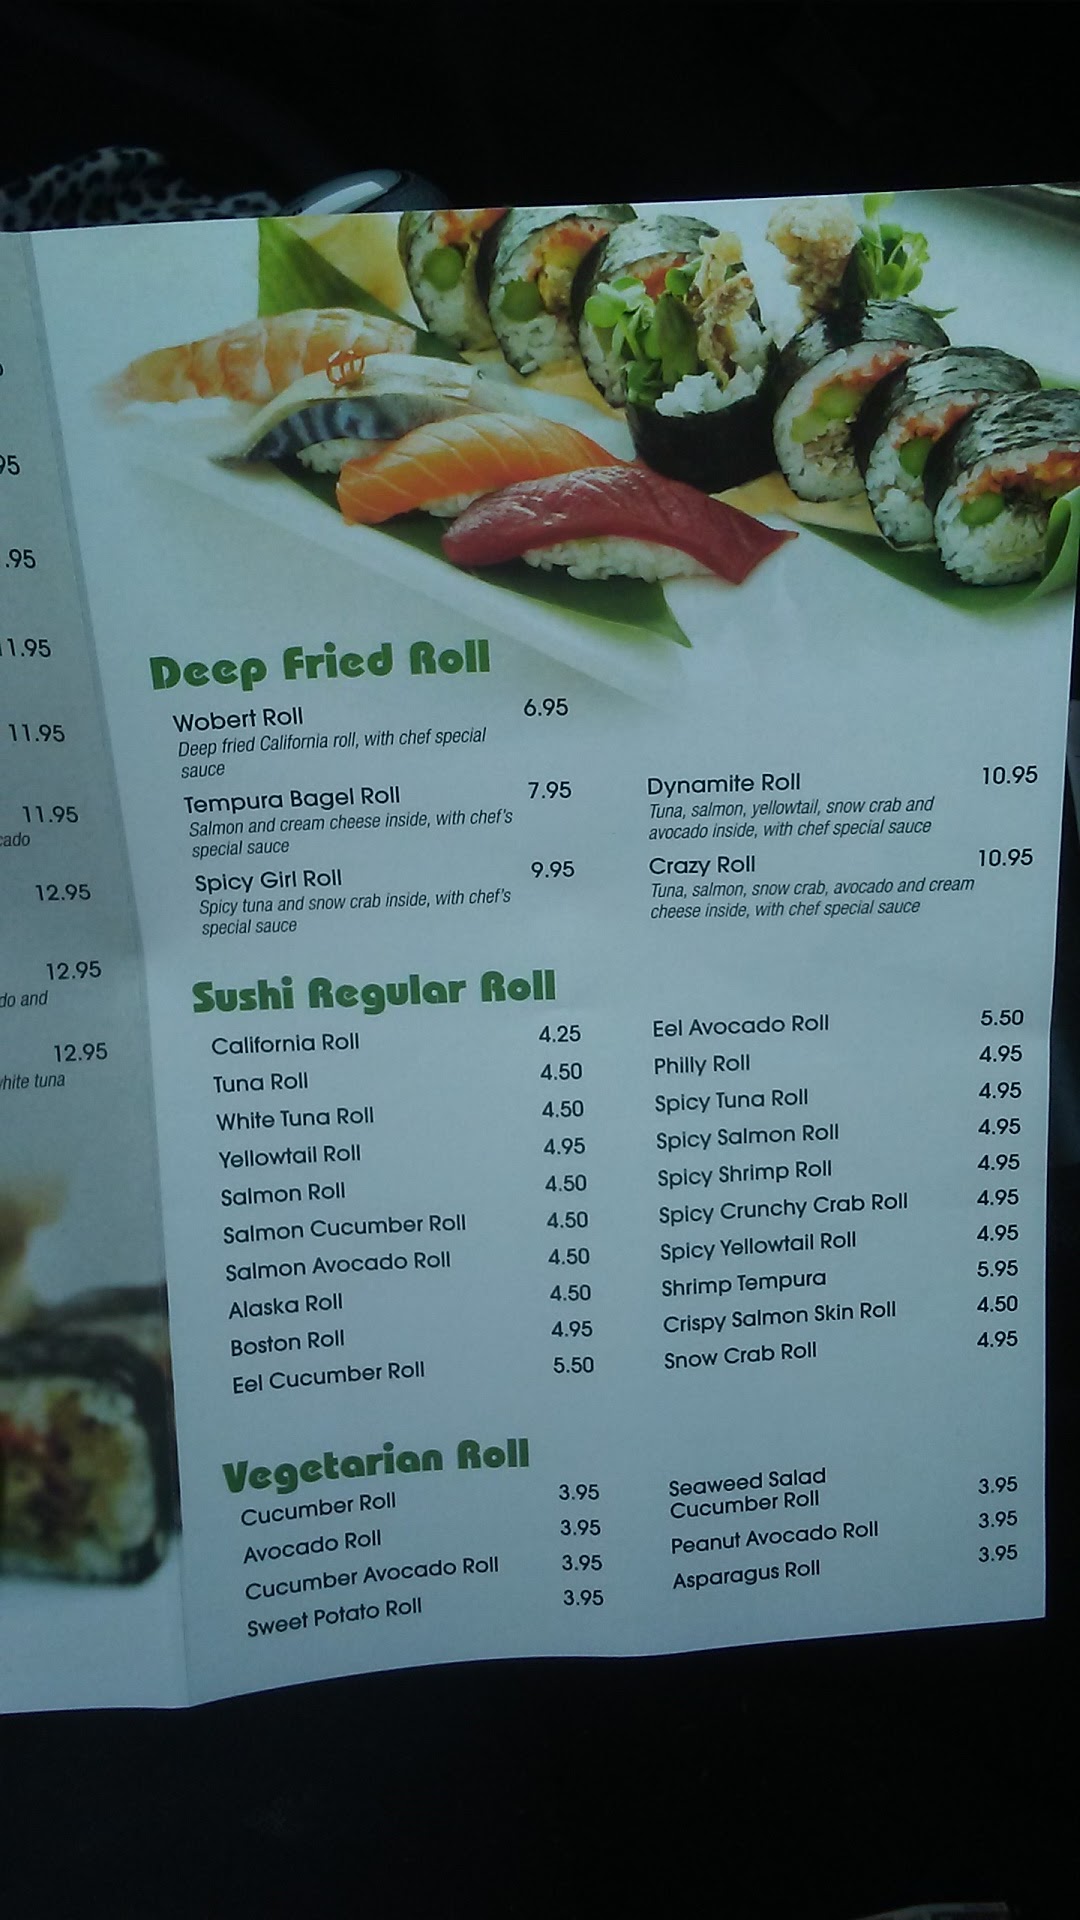 95
.95
11.95
11.95
11.95
12.95
12.95
do and
12.95
white tuna
Deep Fried Roll
Wobert Roll 6.95
Deep fried California roll, with chef special
sauce
Tempura Bagel Roll 7.95
Salmon and cream cheese inside, with chef's
special sauce
Spicy Girl Roll 9.95
Spicy tuna and snow crab inside, with chef's
special sauce
Dynamite Roll 10.95
Tuna, salmon, yellowtail, snow crab and
avocado inside, with chef special sauce
Crazy Roll 10.95
Tuna, salmon, snow crab, avocado and cream
cheese inside, with chef special sauce
Sushi Regular Roll
California Roll 4.25
Tuna Roll 4.50
White Tuna Roll 4.50
Yellowtail Roll 4.95
Salmon Roll 4.50
Salmon Cucumber Roll 4.50
Salmon Avocado Roll 4.50
Alaska Roll 4.50
Boston Roll 4.95
Eel Cucumber Roll 5.50
Eel Avocado Roll 5.50
Philly Roll 4.95
Spicy Tuna Roll 4.95
Spicy Salmon Roll 4.95
Spicy Shrimp Roll 4.95
Spicy Crunchy Crab Roll 4.95
Spicy Yellowtail Roll 4.95
Shrimp Tempura 5.95
Crispy Salmon Skin Roll 4.50
Snow Crab Roll 4.95
Vegetarian Roll
Cucumber Roll 3.95
Avocado Roll 3.95
Cucumber Avocado Roll 3.95
Sweet Potato Roll 3.95
Seaweed Salad
Cucumber Roll 3.95
Peanut Avocado Roll 3.95
Asparagus Roll 3.95